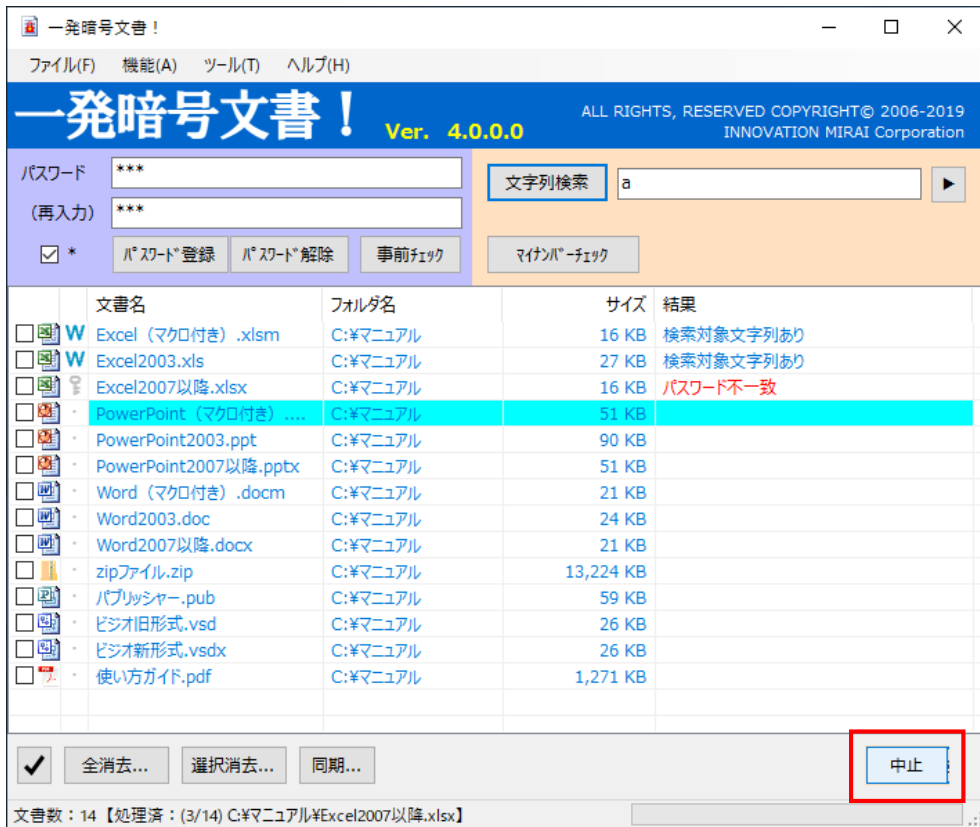 一発暗号文書！
ファイル(F) 機能(A) ツール(T) ヘルプ(H)
一発暗号文書！ Ver. 4.0.0.0
ALL RIGHTS, RESERVED COPYRIGHT© 2006-2019
INNOVATION MIRAI Corporation
パスワード ***
（再入力） ***
*
ﾊﾟｽﾜｰﾄﾞ登録 ﾊﾟｽﾜｰﾄﾞ解除 事前ﾁｪｯｸ
文字列検索 a
ﾏｲﾅﾝﾊﾞｰﾁｪｯｸ
文書名 フォルダ名 サイズ 結果
W Excel（マクロ付き）.xlsm C:¥マニュアル 16 KB 検索対象文字列あり
W Excel2003.xls C:¥マニュアル 27 KB 検索対象文字列あり
Excel2007以降.xlsx C:¥マニュアル 16 KB パスワード不一致
PowerPoint（マクロ付き）.... C:¥マニュアル 51 KB
PowerPoint2003.ppt C:¥マニュアル 90 KB
PowerPoint2007以降.pptx C:¥マニュアル 51 KB
Word（マクロ付き）.docm C:¥マニュアル 21 KB
Word2003.doc C:¥マニュアル 24 KB
Word2007以降.docx C:¥マニュアル 21 KB
zipファイル.zip C:¥マニュアル 13,224 KB
パブリッシャー.pub C:¥マニュアル 59 KB
ビジオ旧形式.vsd C:¥マニュアル 26 KB
ビジオ新形式.vsdx C:¥マニュアル 26 KB
使い方ガイド.pdf C:¥マニュアル 1,271 KB
全消去... 選択消去... 同期... 中止
文書数：14【処理済：(3/14) C:¥マニュアル¥Excel2007以降.xlsx】